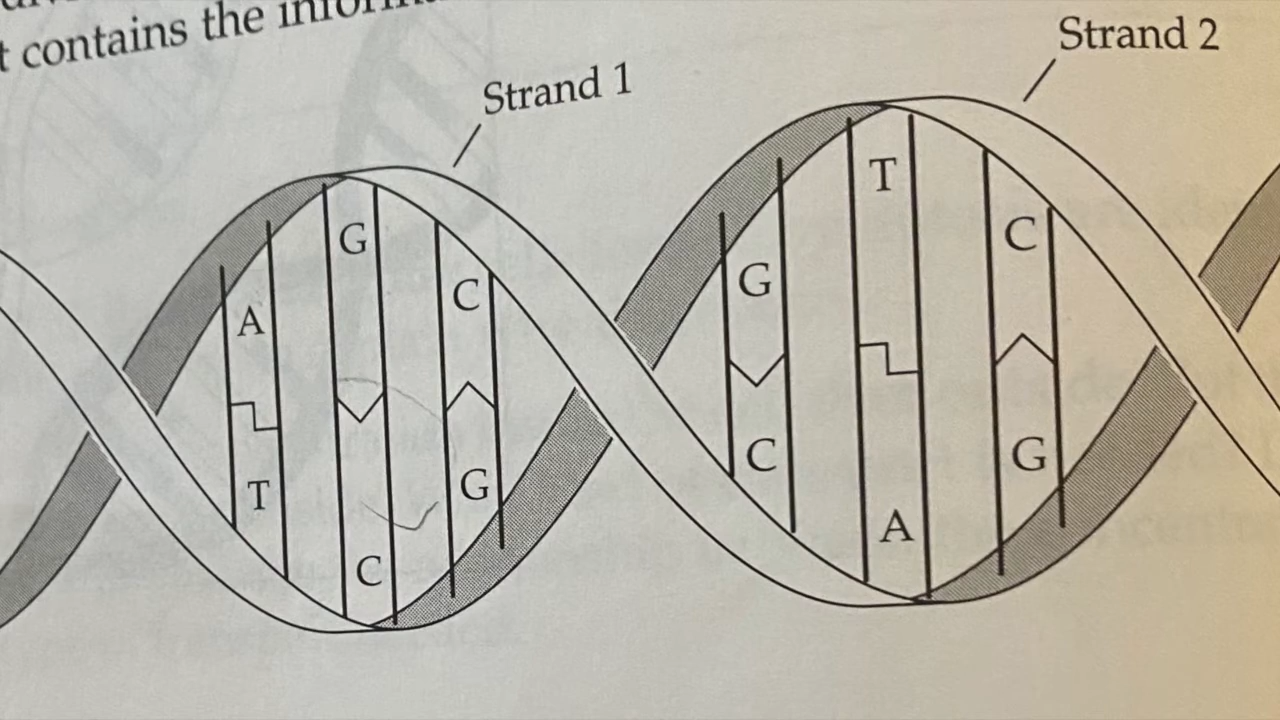 t contains the inform
Strand 1
Strand 2
A G C
T C G
G T C
C A G